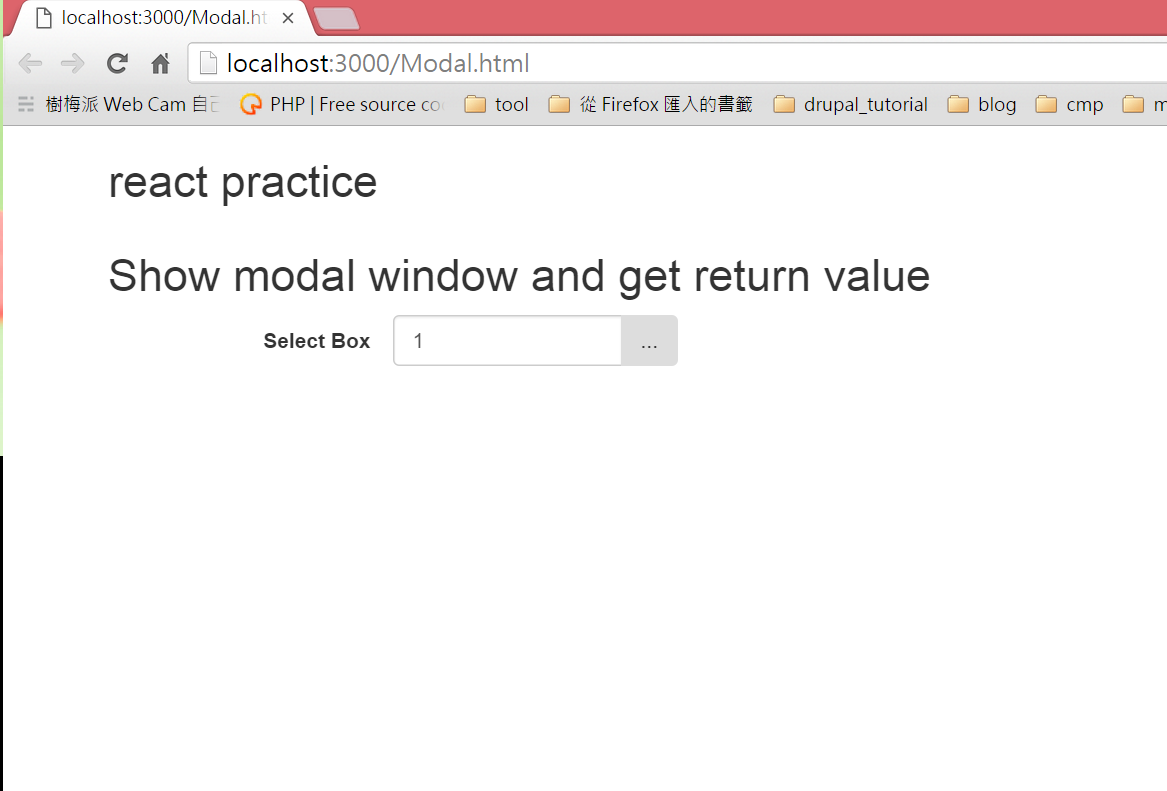 localhost:3000/Modal.ht
localhost:3000/Modal.html
樹梅派 Web Cam 自 PHP | Free source co tool 從 Firefox 匯入的書籤 drupal_tutorial blog cmp m
react practice
Show modal window and get return value
Select Box 1 ...